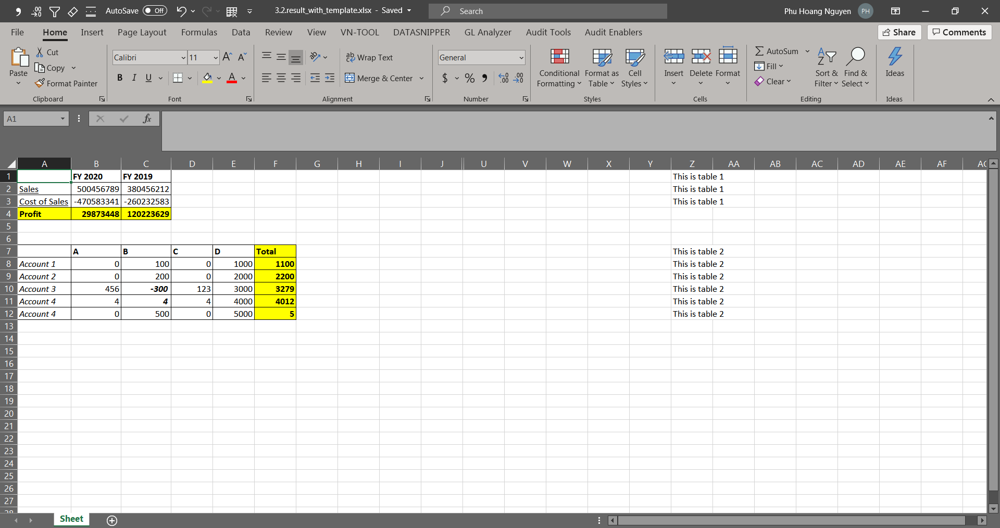 AutoSave Off 3.2.result_with_template.xlsx - Saved Search Phu Hoang Nguyen PH
File Home Insert Page Layout Formulas Data Review View VN-TOOL DATASNIPPER GL Analyzer Audit Tools Audit Enablers Share Comments
Paste Cut Copy Format Painter
Clipboard
Calibri 11
B I U A
Font
Wrap Text
Merge & Center
Alignment
General
$ %
Number
Conditional Formatting Format as Table Cell Styles
Styles
Insert Delete Format
Cells
AutoSum Fill Clear Sort & Filter Find & Select
Editing
Ideas
Ideas
A1 fx
A B C D E F G H I J U V W X Y Z AA AB AC AD AE AF
1 FY 2020 FY 2019 This is table 1
2 Sales 500456789 380456212 This is table 1
3 Cost of Sales -470583341 -260232583 This is table 1
4 Profit 29873448 120223629
5
6
7 A B C D Total This is table 2
8 Account 1 0 100 0 1000 1100 This is table 2
9 Account 2 0 200 0 2000 2200 This is table 2
10 Account 3 456 -300 123 3000 3279 This is table 2
11 Account 4 4 4 4 4000 4012 This is table 2
12 Account 4 0 500 0 5000 5 This is table 2
13
14
15
16
17
18
19
20
21
22
23
24
25
26
27
Sheet